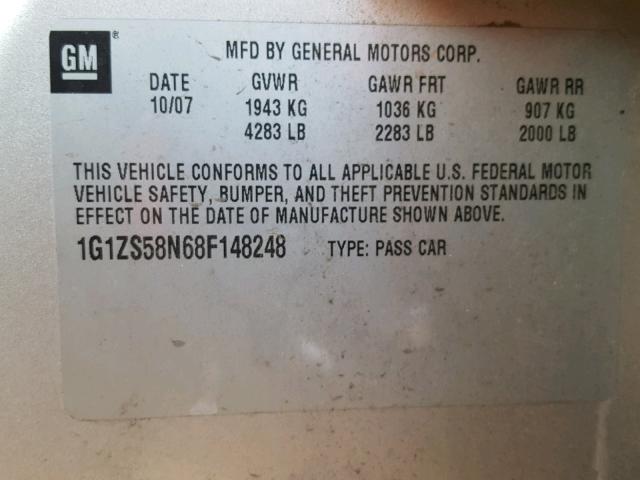 GM®
MFD BY GENERAL MOTORS CORP.
DATE GVWR GAWR FRT GAWR RR
10/07 1943 KG 1036 KG 907 KG
4283 LB 2283 LB 2000 LB
THIS VEHICLE CONFORMS TO ALL APPLICABLE U.S. FEDERAL MOTOR
VEHICLE SAFETY, BUMPER, AND THEFT PREVENTION STANDARDS IN
EFFECT ON THE DATE OF MANUFACTURE SHOWN ABOVE.
1G1ZS58N68F148248 TYPE: PASS CAR